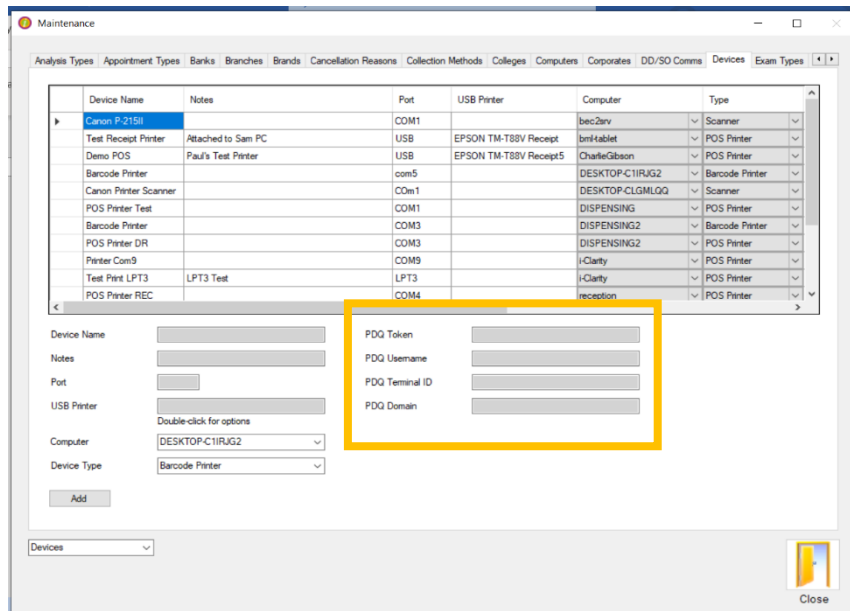 Maintenance
Analysis Types Appointment Types Banks Branches Brands Cancellation Reasons Collection Methods Colleges Computers Corporates DD/SO Comms Devices Exam Types
Device Name Notes Port USB Printer Computer Type
Canon P-215II COM1 bec2srv Scanner
Test Receipt Printer Attached to Sam PC USB EPSON TM-T88V Receipt bml-tablet POS Printer
Demo POS Paul's Test Printer USB EPSON TM-T88V Receipt5 CharlieGibson POS Printer
Barcode Printer com5 DESKTOP-C1IRJG2 Barcode Printer
Canon Printer Scanner COm1 DESKTOP-CLGMLQQ Scanner
POS Printer Test COM1 DISPENSING POS Printer
Barcode Printer COM3 DISPENSING2 Barcode Printer
POS Printer DR COM3 DISPENSING2 POS Printer
Printer Com9 COM9 i-Clarity POS Printer
Test Print LPT3 LPT3 Test LPT3 i-Clarity POS Printer
POS Printer REC COM4 reception POS Printer
Device Name PDQ Token
Notes PDQ Username
Port PDQ Terminal ID
USB Printer PDQ Domain
Double-click for options
Computer DESKTOP-C1IRJG2
Device Type Barcode Printer
Add
Devices
Close